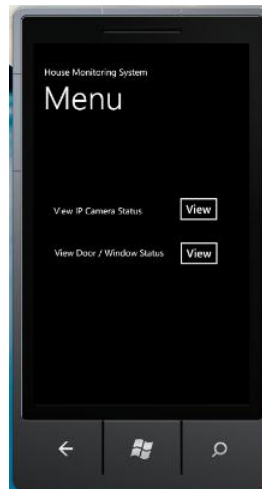 House Monitoring System
Menu
View IP Camera Status View
View Door / Window Status View